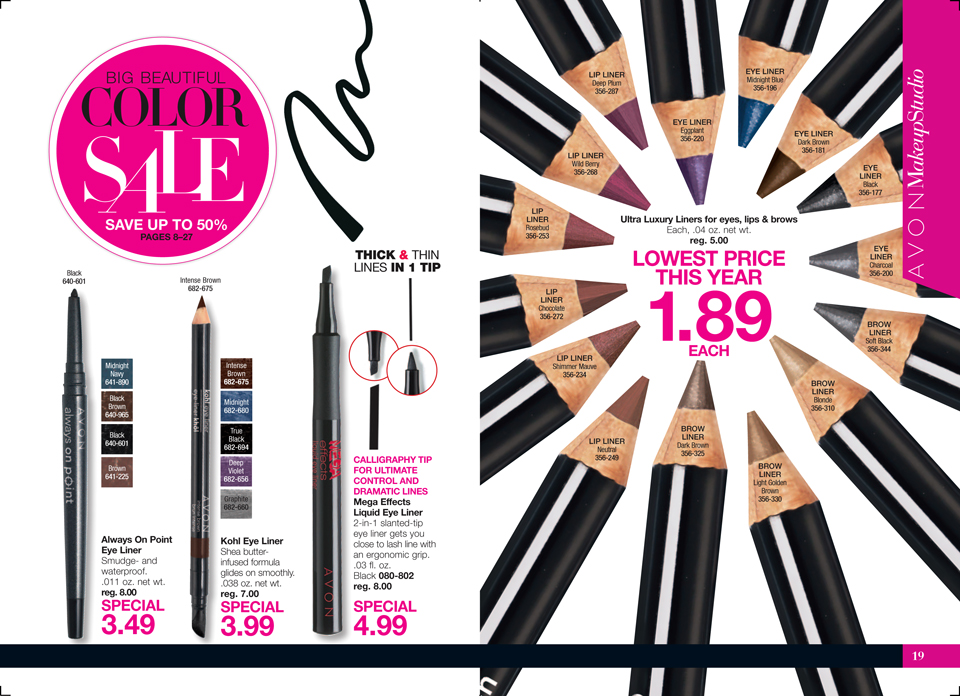 BIG BEAUTIFUL
COLOR
SALE
SAVE UP TO 50%
PAGES 8–27
Black
640-601
Midnight
Navy
641-890
Black
Brown
640-965
Black
640-601
Brown
641-225
AVON
always on point
Always On Point
Eye Liner
Smudge- and
waterproof.
.011 oz. net wt.
reg. 8.00
SPECIAL
3.49
Intense Brown
682-675
Intense
Brown
682-675
Midnight
682-680
True
Black
682-694
Deep
Violet
682-656
Graphite
682-660
AVON
Kohl Eye Liner
Shea butter-
infused formula
glides on smoothly.
.038 oz. net wt.
reg. 7.00
SPECIAL
3.99
THICK & THIN
LINES IN 1 TIP
MEGA
effects
AVON
CALLIGRAPHY TIP
FOR ULTIMATE
CONTROL AND
DRAMATIC LINES
Mega Effects
Liquid Eye Liner
2-in-1 slanted-tip
eye liner gets you
close to lash line with
an ergonomic grip.
.03 fl. oz.
Black 080-802
reg. 8.00
SPECIAL
4.99
LIP LINER
Deep Plum
356-287
EYE LINER
Eggplant
356-220
EYE LINER
Midnight Blue
356-196
EYE LINER
Dark Brown
356-181
EYE
LINER
Black
356-177
LIP LINER
Wild Berry
356-268
LIP
LINER
Rosebud
356-253
EYE
LINER
Charcoal
356-200
LIP
LINER
Chocolate
356-272
BROW
LINER
Soft Black
356-344
LIP LINER
Shimmer Mauve
356-234
BROW
LINER
Blonde
356-310
LIP LINER
Neutral
356-249
BROW
LINER
Dark Brown
356-325
BROW
LINER
Light Golden
Brown
356-330
Ultra Luxury Liners for eyes, lips & brows
Each, .04 oz. net wt.
reg. 5.00
LOWEST PRICE
THIS YEAR
1.89
EACH
AVON MakeupStudio
19